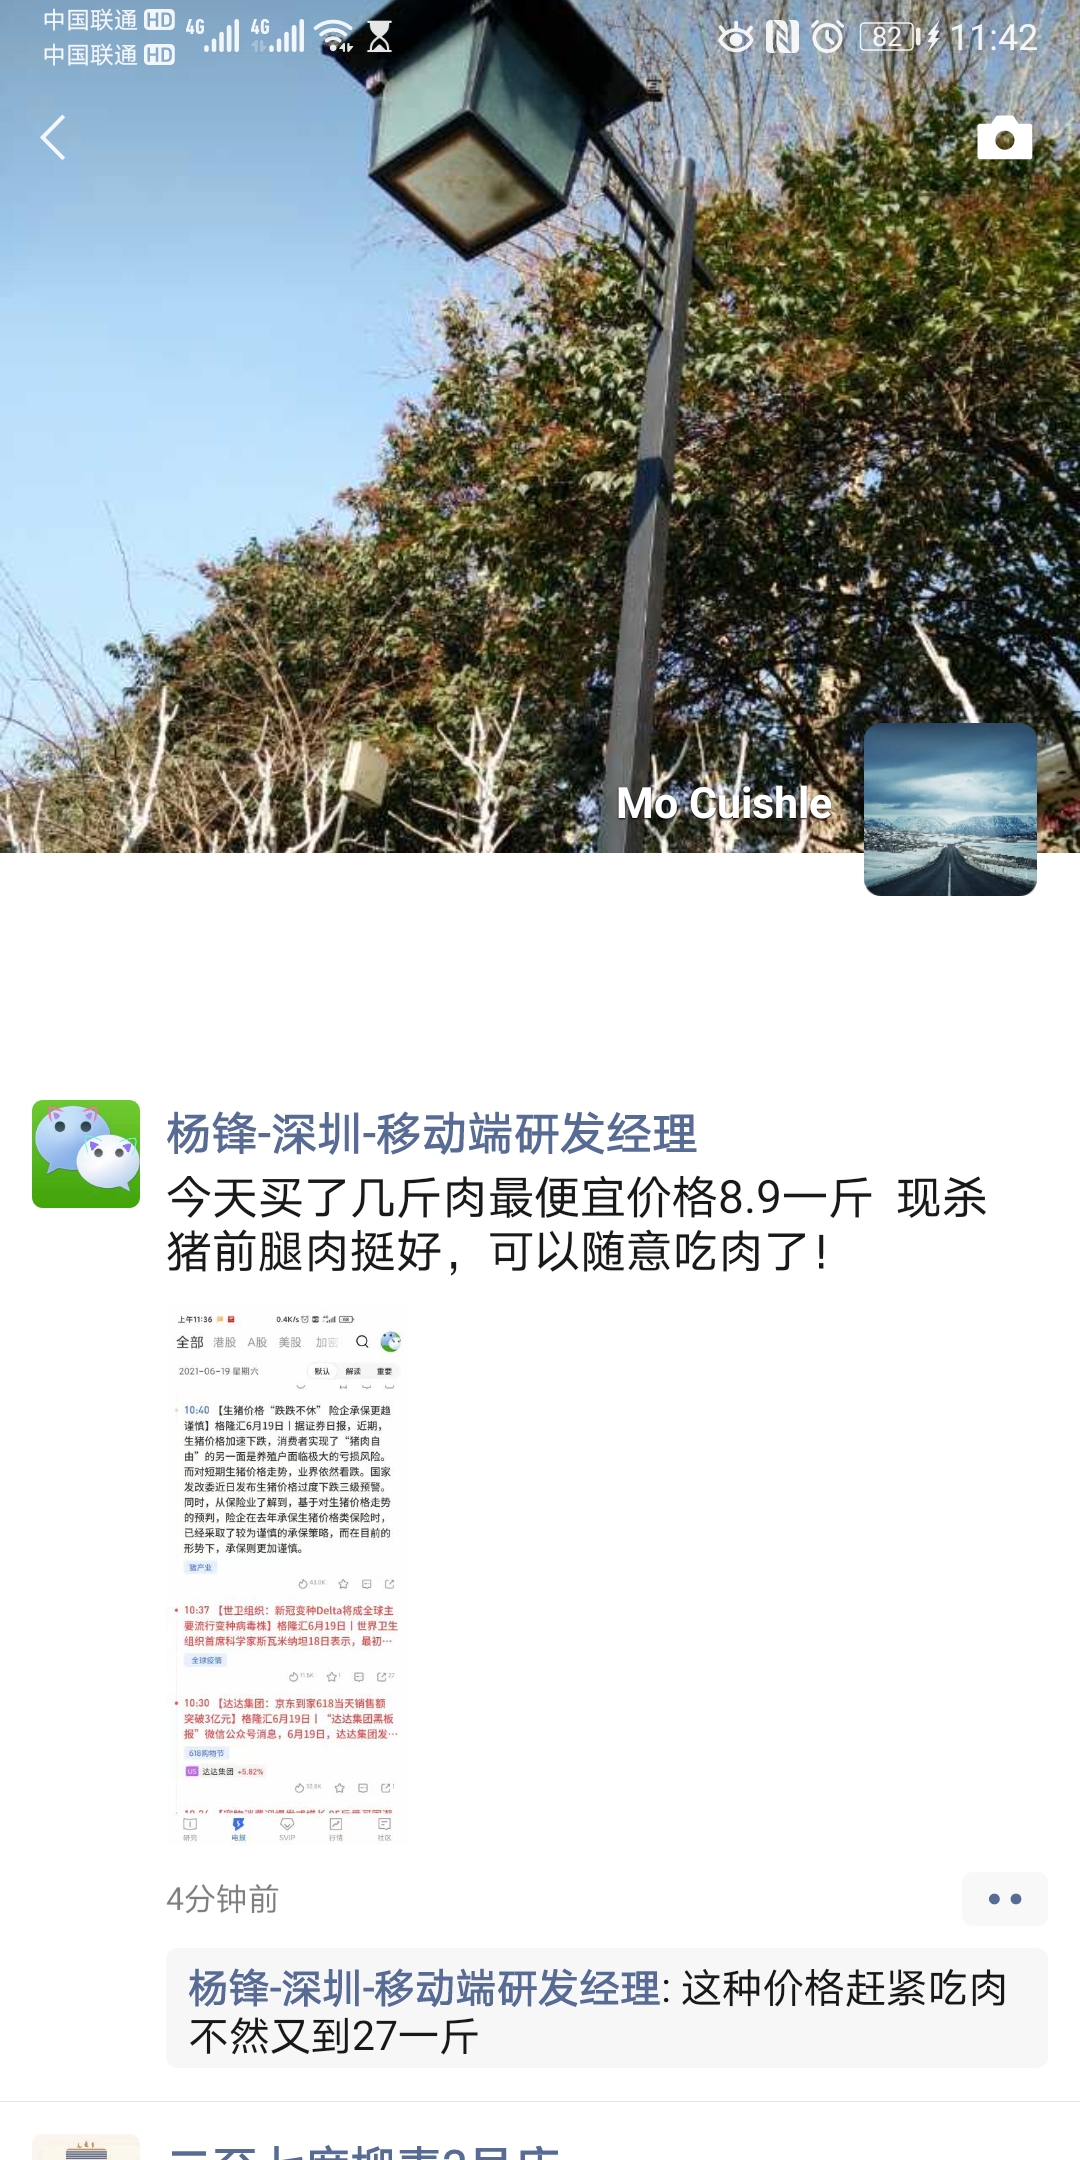 中国联通 HD 4G 4G 82 11:42
中国联通 HD
Mo Cuishle
杨锋-深圳-移动端研发经理
今天买了几斤肉最便宜价格8.9一斤 现杀
猪前腿肉挺好，可以随意吃肉了！
上午11:36 0.4K/s
全部 港股 A股 美股 加密
2021-06-19 星期六 默认 解读 重要
10:40 【生猪价格“跌跌不休” 险企承保更趋
谨慎】格隆汇6月19日丨据证券日报，近期，
生猪价格加速下跌，消费者实现了“猪肉自
由”的另一面是养殖户面临极大的亏损风险。
而对短期生猪价格走势，业界依然看跌。国家
发改委近日发布生猪价格过度下跌三级预警。
同时，从保险业了解到，基于对生猪价格走势
的预判，险企在去年承保生猪价格类保险时，
已经采取了较为谨慎的承保策略，而在目前的
形势下，承保则更加谨慎。
猪产业
43.0K
10:37 【世卫组织：新冠变种Delta将成全球主
要流行变种病毒株】格隆汇6月19日丨世界卫生
组织首席科学家斯瓦米纳坦18日表示，最初…
全球疫情
11.5K 1 27
10:30 【达达集团：京东到家618当天销售额
突破3亿元】格隆汇6月19日丨“达达集团黑板
报”微信公众号消息，6月19日，达达集团发…
618购物节
US 达达集团 +5.82%
1
研究 电报 SVIP 行情 社区
4分钟前
杨锋-深圳-移动端研发经理: 这种价格赶紧吃肉
不然又到27一斤